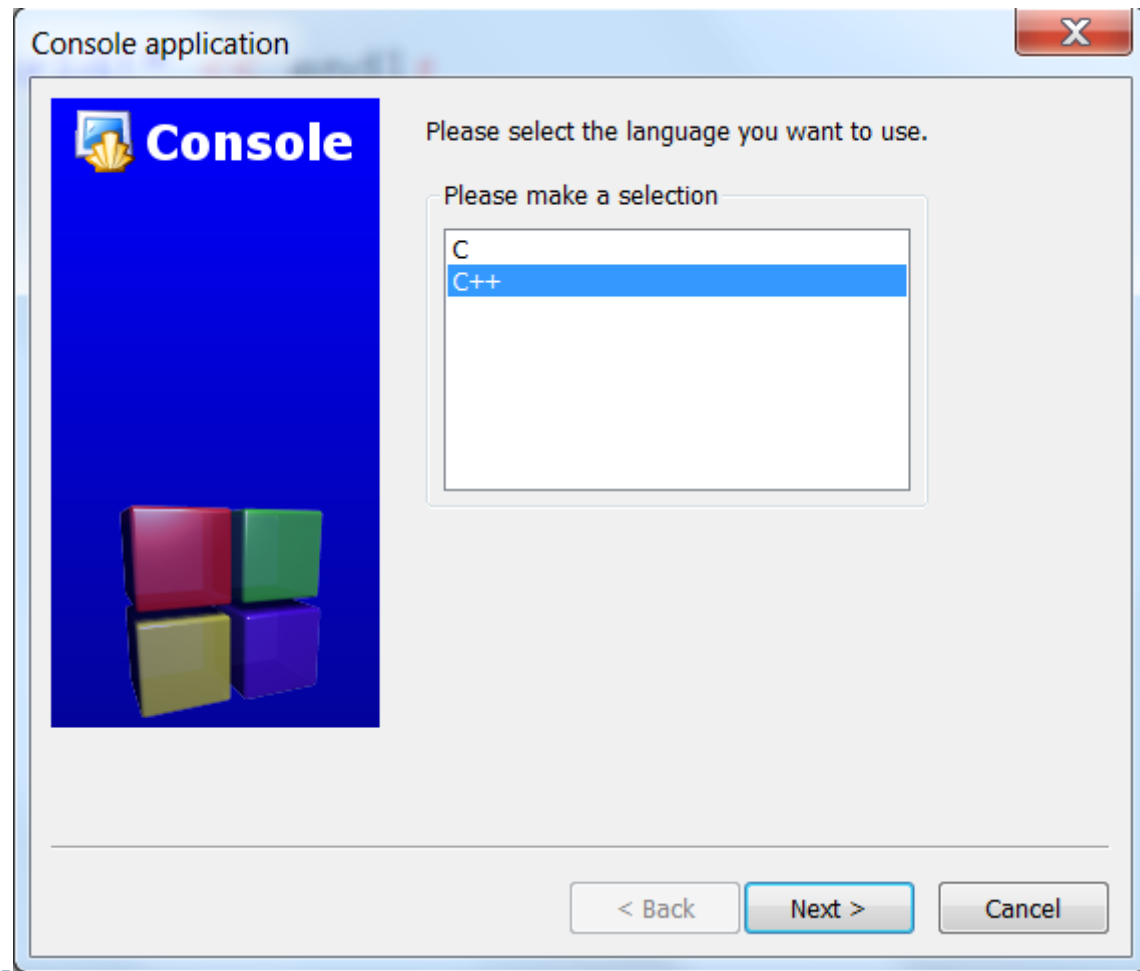 Console application
Console
Please select the language you want to use.
Please make a selection
C
C++
< Back
Next >
Cancel